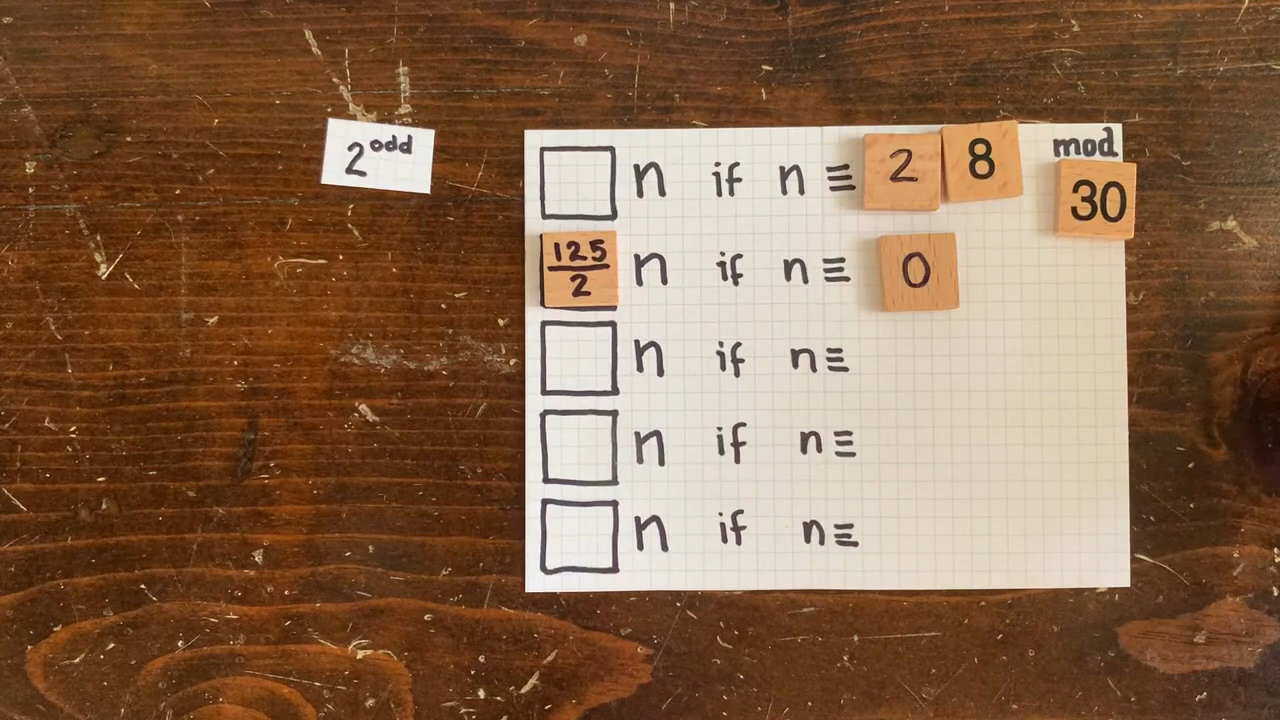 2^odd
n if n ≡ 2 8 mod 30
125/2 n if n ≡ 0
n if n ≡
n if n ≡
n if n ≡